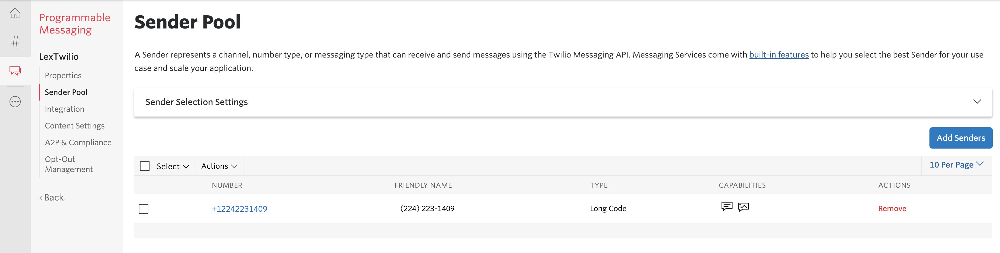 Programmable
Messaging
LexTwilio
Properties
Sender Pool
Integration
Content Settings
A2P & Compliance
Opt-Out
Management
‹ Back
Sender Pool
A Sender represents a channel, number type, or messaging type that can receive and send messages using the Twilio Messaging API. Messaging Services come with built-in features to help you select the best Sender for your use
case and scale your application.
Sender Selection Settings
Add Senders
Select Actions 10 Per Page
NUMBER FRIENDLY NAME TYPE CAPABILITIES ACTIONS
+12242231409 (224) 223-1409 Long Code Remove